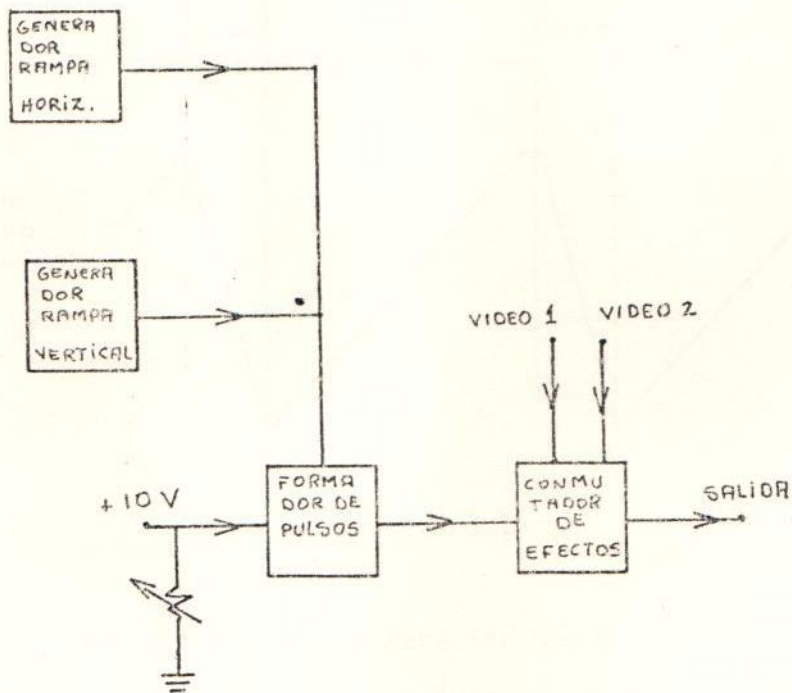 GENERA
DOR
RAMPA
HORIZ.
GENERA
DOR
RAMPA
VERTICAL
VIDEO 1
VIDEO 2
+10 V
FORMA
DOR DE
PULSOS
CONMU
TADOR
DE
EFECTOS
SALIDA